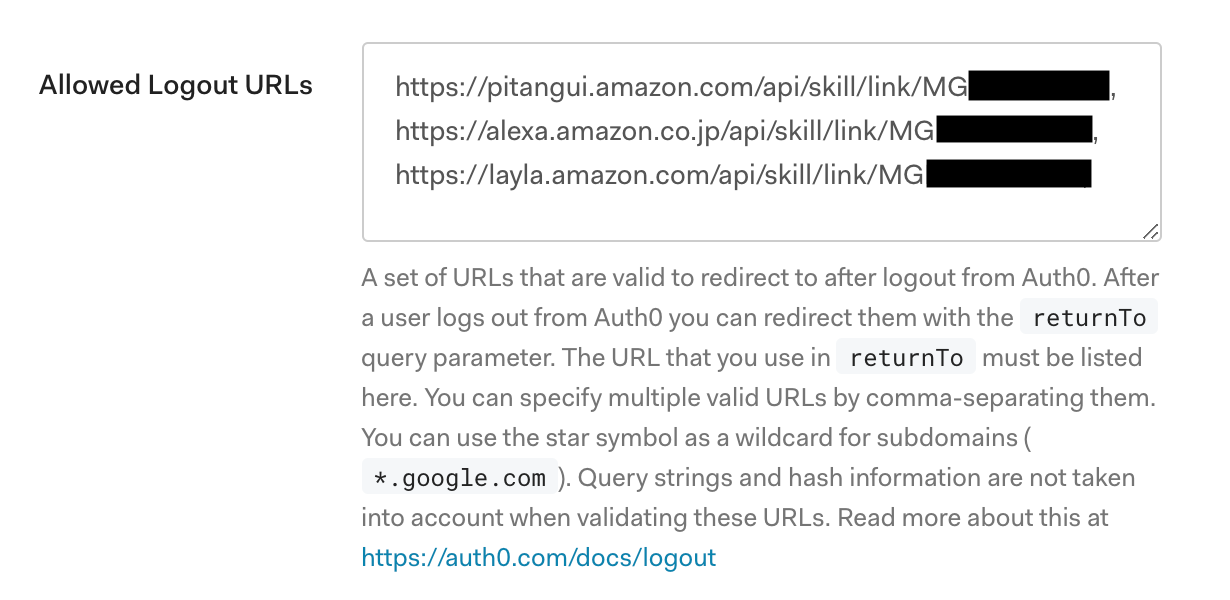 Allowed Logout URLs
https://pitangui.amazon.com/api/skill/link/MG ,
https://alexa.amazon.co.jp/api/skill/link/MG ,
https://layla.amazon.com/api/skill/link/MG
A set of URLs that are valid to redirect to after logout from Auth0. After
a user logs out from Auth0 you can redirect them with the returnTo
query parameter. The URL that you use in returnTo must be listed
here. You can specify multiple valid URLs by comma-separating them.
You can use the star symbol as a wildcard for subdomains (
*.google.com ). Query strings and hash information are not taken
into account when validating these URLs. Read more about this at
https://auth0.com/docs/logout